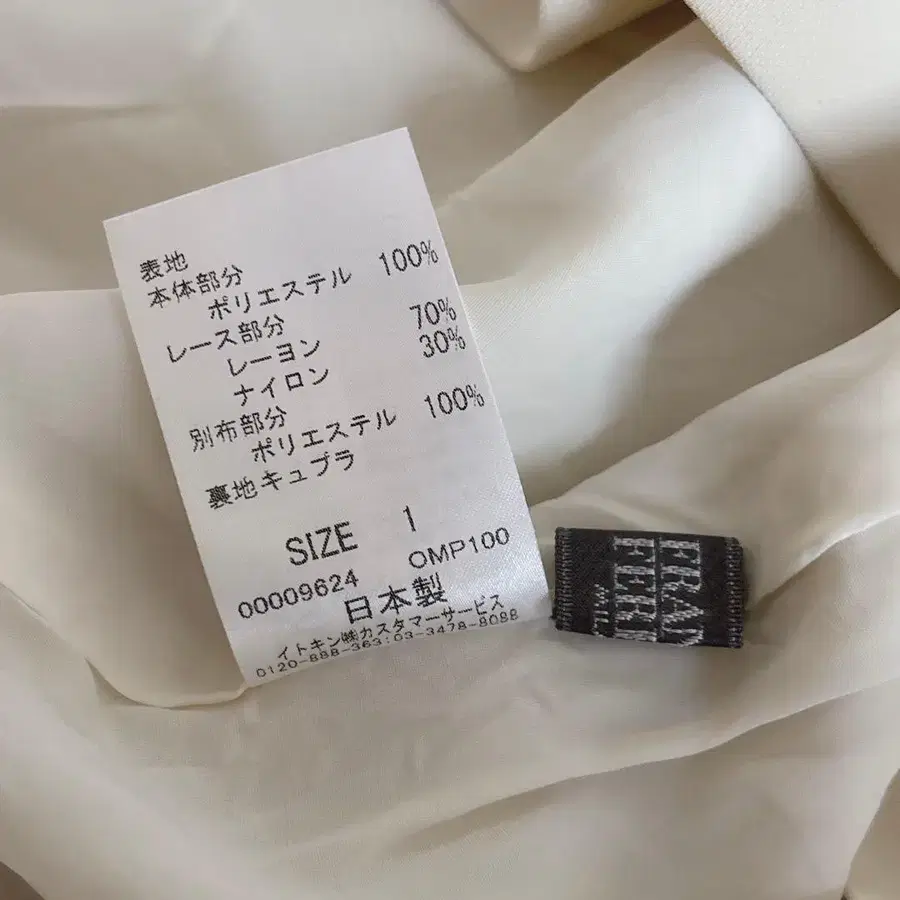 表地
本体部分
ポリエステル 100%
レース部分
レーヨン 70%
ナイロン 30%
別布部分
ポリエステル 100%
裏地キュプラ
SIZE 1
00009624 OMP100
日本製
イトキン㈱カスタマーサービス
0120-888-363:03-3478-8088